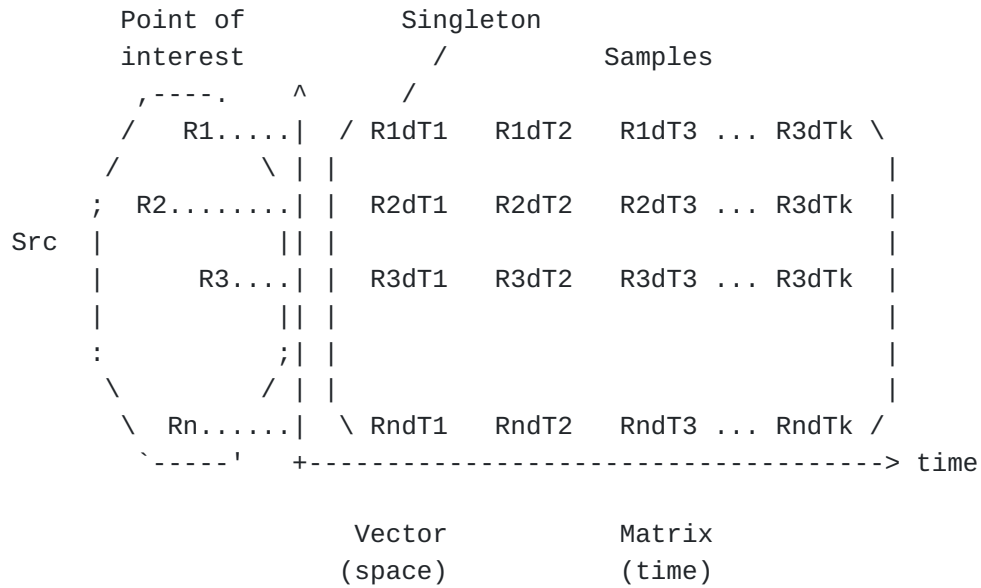 Point of Singleton
interest / Samples
,----. ^ /
/ R1.....| / R1dT1 R1dT2 R1dT3 ... R3dTk \
/ \ | | |
; R2........| | R2dT1 R2dT2 R2dT3 ... R3dTk |
Src | || | |
| R3....| | R3dT1 R3dT2 R3dT3 ... R3dTk |
| || | |
: ;| | |
\ / | | |
\ Rn......| \ RndT1 RndT2 RndT3 ... RndTk /
`-----' +-------------------------------------> time
Vector Matrix
(space) (time)